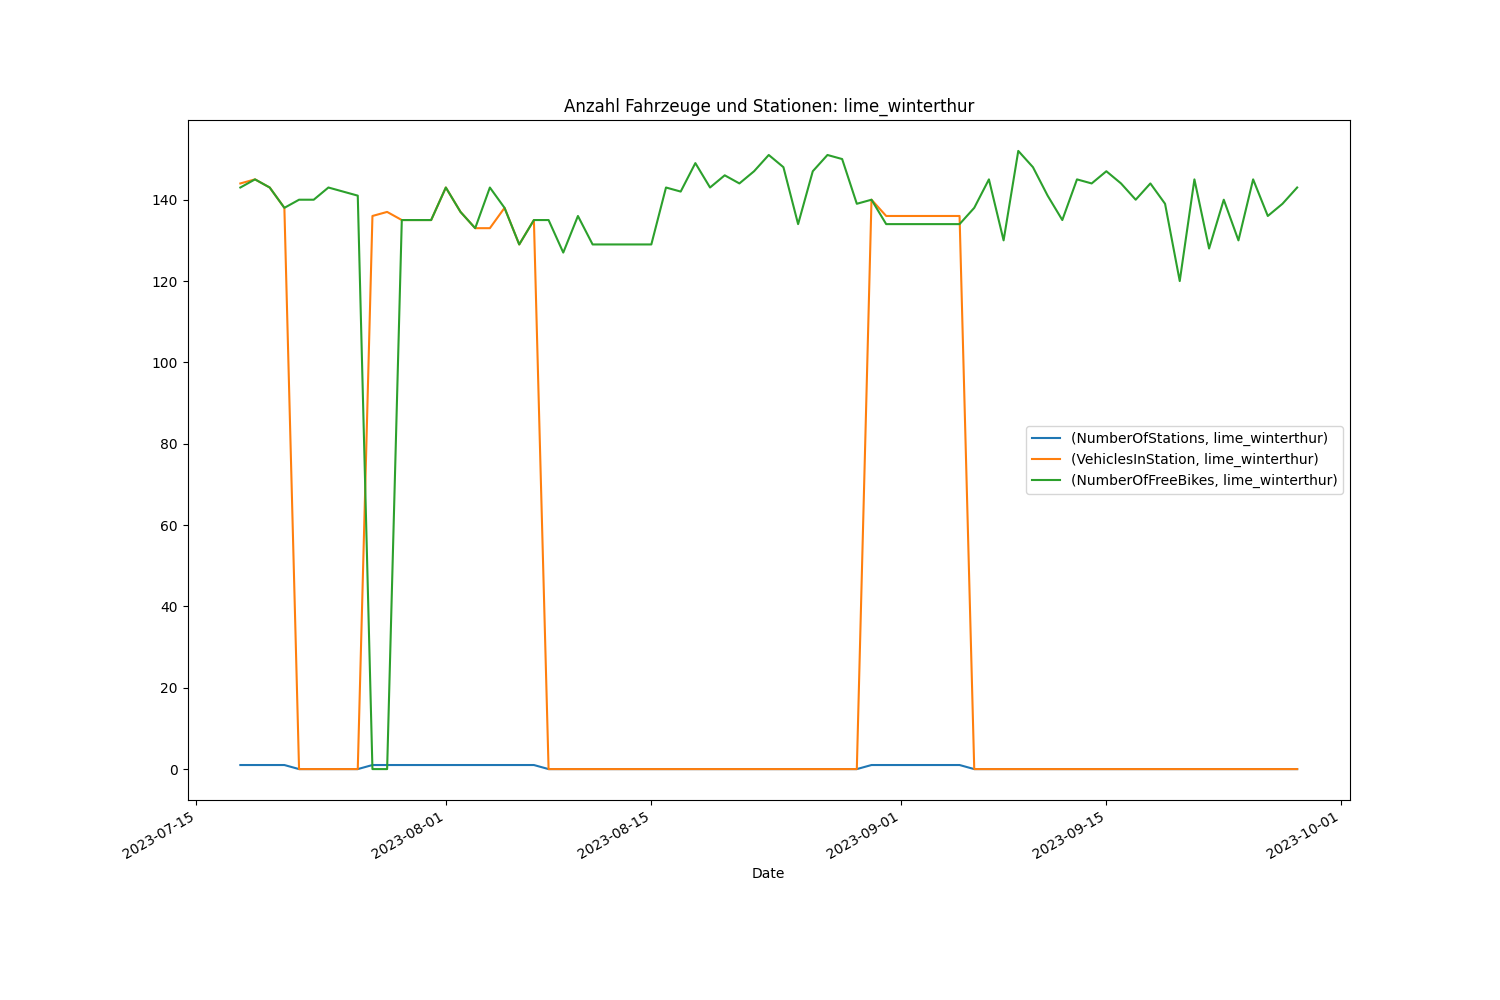 Anzahl Fahrzeuge und Stationen: lime_winterthur
140
120
100
80
60
40
20
0
(NumberOfStations, lime_winterthur)
(VehiclesInStation, lime_winterthur)
(NumberOfFreeBikes, lime_winterthur)
2023-07-15
2023-08-01
2023-08-15
2023-09-01
2023-09-15
2023-10-01
Date